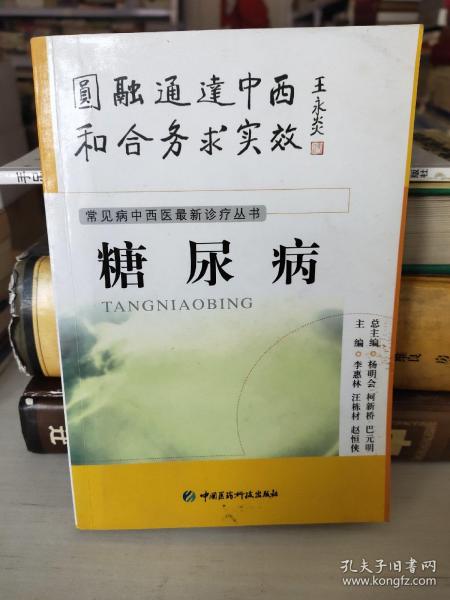 圓融通達中西
和合务求实效
王永炎
常见病中西医最新诊疗丛书
糖尿病
TANGNIAOBING
总主编 杨明会 柯新桥 巴元明
主编 李惠林 汪栋材 赵恒侠
中国医药科技出版社
孔夫子旧书网
www.kongfz.com